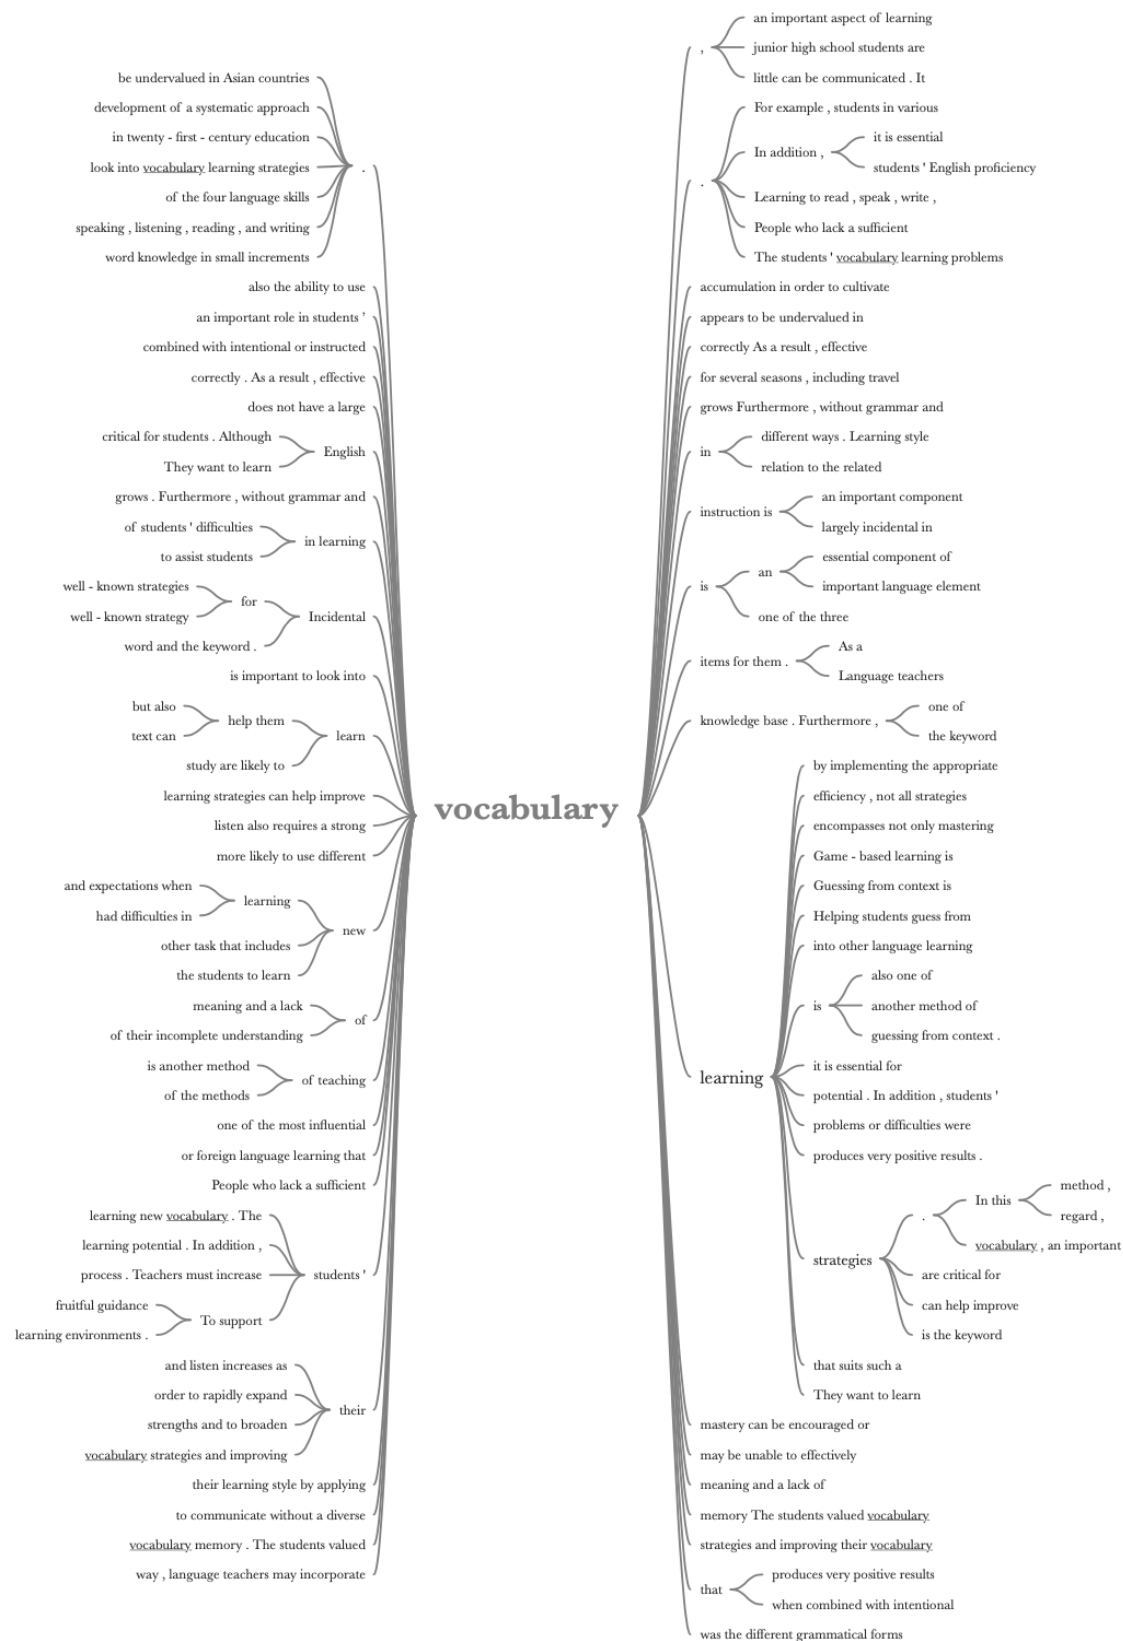 be undervalued in Asian countries
development of a systematic approach
in twenty - first - century education
look into vocabulary learning strategies
of the four language skills
speaking , listening , reading , and writing
word knowledge in small increments
.
also the ability to use
an important role in students '
combined with intentional or instructed
correctly . As a result , effective
does not have a large
critical for students . Although
They want to learn
English
grows . Furthermore , without grammar and
of students ' difficulties
to assist students
in learning
well - known strategies
well - known strategy
for
word and the keyword .
Incidental
is important to look into
but also
text can
help them
study are likely to
learn
learning strategies can help improve
listen also requires a strong
more likely to use different
and expectations when
had difficulties in
learning
other task that includes
the students to learn
new
meaning and a lack
of their incomplete understanding
of
is another method
of the methods
of teaching
one of the most influential
or foreign language learning that
People who lack a sufficient
learning new vocabulary . The
learning potential . In addition ,
process . Teachers must increase
fruitful guidance
learning environments .
To support
students '
and listen increases as
order to rapidly expand
strengths and to broaden
vocabulary strategies and improving
their
their learning style by applying
to communicate without a diverse
vocabulary memory . The students valued
way , language teachers may incorporate
vocabulary
,
an important aspect of learning
junior high school students are
little can be communicated . It
.
For example , students in various
In addition ,
it is essential
students ' English proficiency
Learning to read , speak , write ,
People who lack a sufficient
The students ' vocabulary learning problems
accumulation in order to cultivate
appears to be undervalued in
correctly As a result , effective
for several seasons , including travel
grows Furthermore , without grammar and
in
different ways . Learning style
relation to the related
instruction is
an important component
largely incidental in
is
an
essential component of
important language element
one of the three
items for them .
As a
Language teachers
knowledge base . Furthermore ,
one of
the keyword
learning
by implementing the appropriate
efficiency , not all strategies
encompasses not only mastering
Game - based learning is
Guessing from context is
Helping students guess from
into other language learning
is
also one of
another method of
guessing from context .
it is essential for
potential . In addition , students '
problems or difficulties were
produces very positive results .
strategies
.
In this
method ,
regard ,
vocabulary , an important
are critical for
can help improve
is the keyword
that suits such a
They want to learn
mastery can be encouraged or
may be unable to effectively
meaning and a lack of
memory The students valued vocabulary
strategies and improving their vocabulary
that
produces very positive results
when combined with intentional
was the different grammatical forms